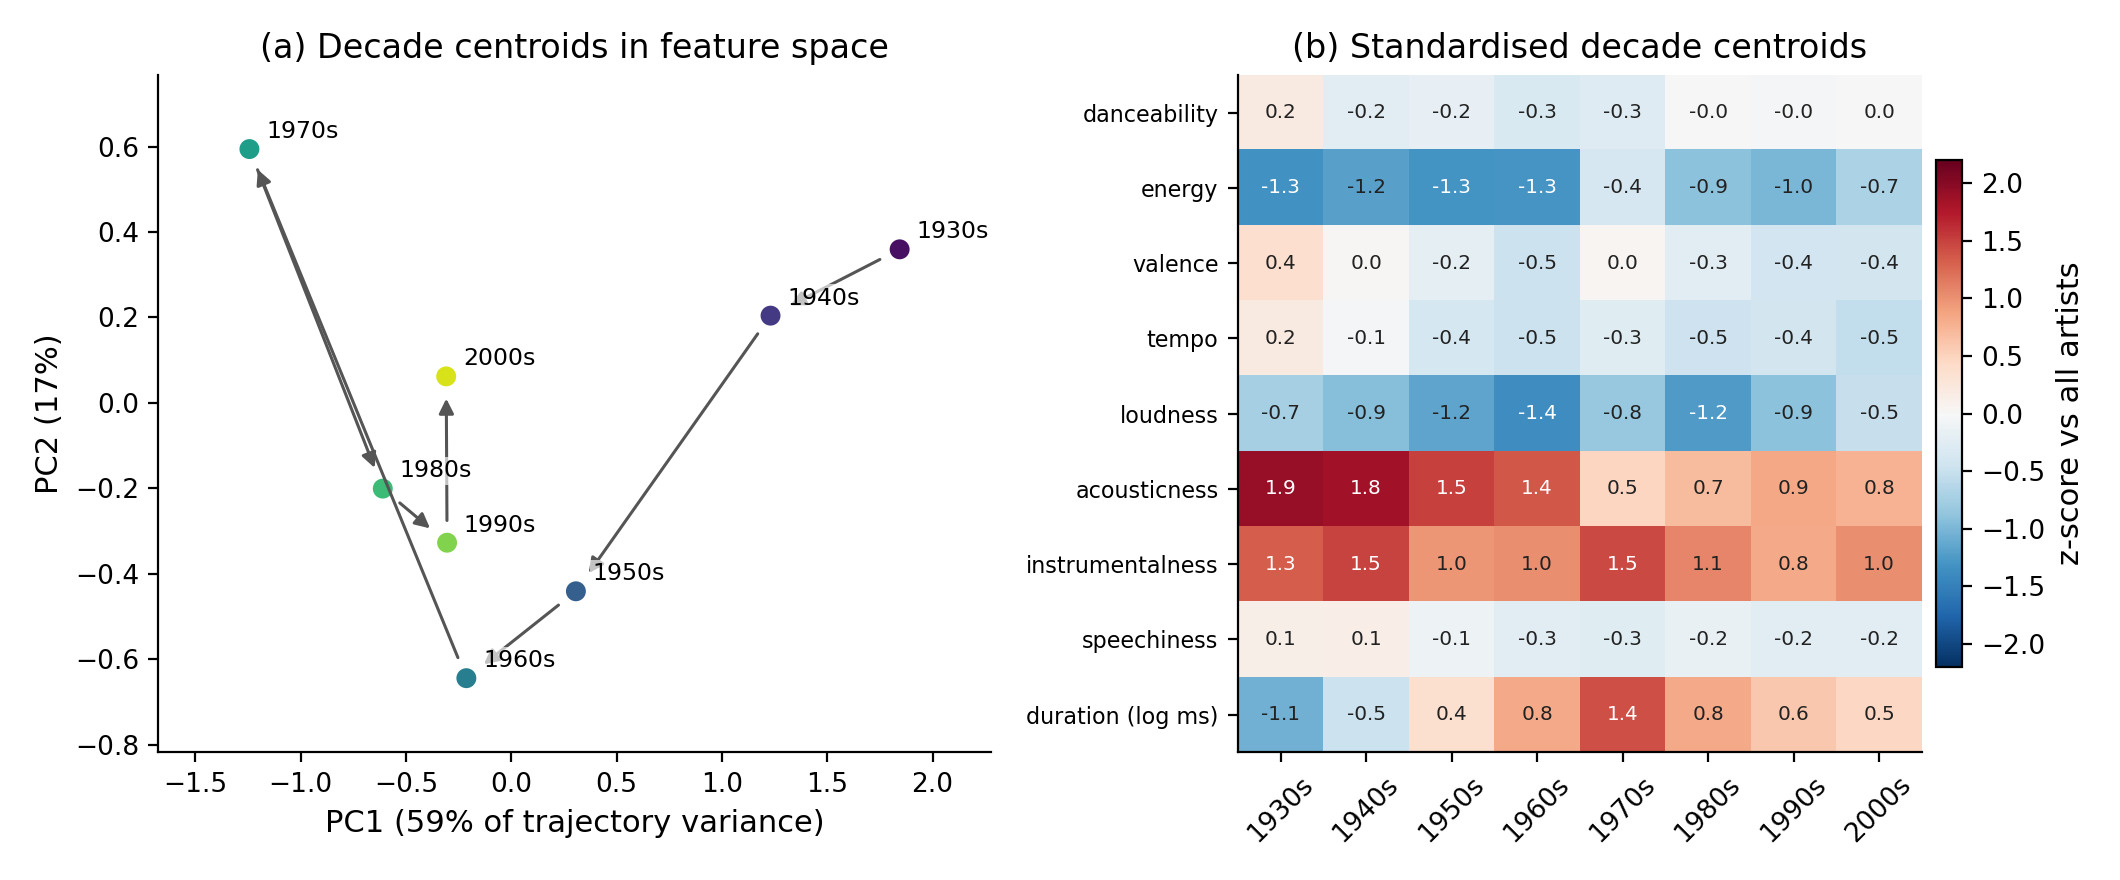 (a) Decade centroids in feature space
PC2 (17%)
0.6
0.4
0.2
0.0
−0.2
−0.4
−0.6
−0.8
1970s
1930s
1940s
2000s
1980s
1990s
1950s
1960s
−1.5 −1.0 −0.5 0.0 0.5 1.0 1.5 2.0
PC1 (59% of trajectory variance)
(b) Standardised decade centroids
danceability 0.2 -0.2 -0.2 -0.3 -0.3 -0.0 -0.0 0.0
energy -1.3 -1.2 -1.3 -1.3 -0.4 -0.9 -1.0 -0.7
valence 0.4 0.0 -0.2 -0.5 0.0 -0.3 -0.4 -0.4
tempo 0.2 -0.1 -0.4 -0.5 -0.3 -0.5 -0.4 -0.5
loudness -0.7 -0.9 -1.2 -1.4 -0.8 -1.2 -0.9 -0.5
acousticness 1.9 1.8 1.5 1.4 0.5 0.7 0.9 0.8
instrumentalness 1.3 1.5 1.0 1.0 1.5 1.1 0.8 1.0
speechiness 0.1 0.1 -0.1 -0.3 -0.3 -0.2 -0.2 -0.2
duration (log ms) -1.1 -0.5 0.4 0.8 1.4 0.8 0.6 0.5
1930s 1940s 1950s 1960s 1970s 1980s 1990s 2000s
2.0
1.5
1.0
0.5
0.0
−0.5
−1.0
−1.5
−2.0
z-score vs all artists